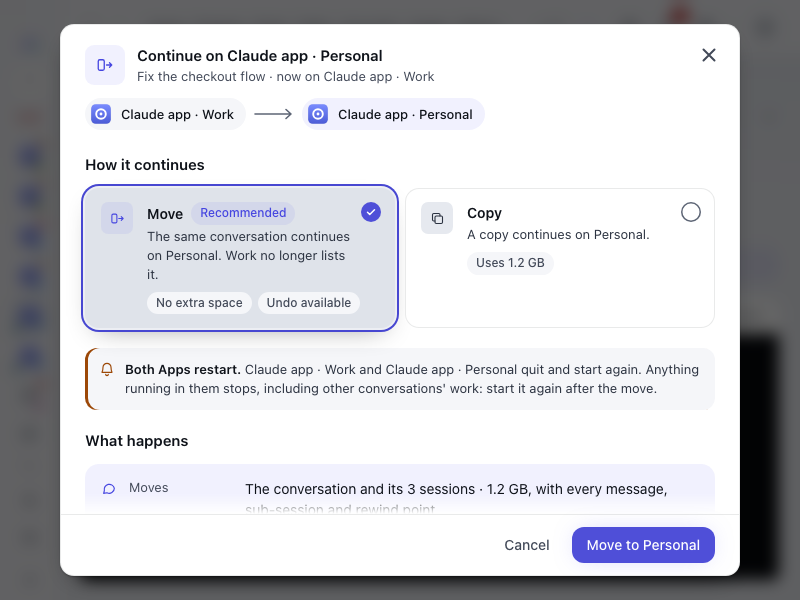 Continue on Claude app · Personal
Fix the checkout flow · now on Claude app · Work
Claude app · Work
Claude app · Personal
How it continues
Move
Recommended
The same conversation continues
on Personal. Work no longer lists
it.
No extra space
Undo available
Copy
A copy continues on Personal.
Uses 1.2 GB
Both Apps restart. Claude app · Work and Claude app · Personal quit and start again. Anything
running in them stops, including other conversations' work: start it again after the move.
What happens
Moves
The conversation and its 3 sessions · 1.2 GB, with every message,
sub-session and rewind point
Cancel
Move to Personal